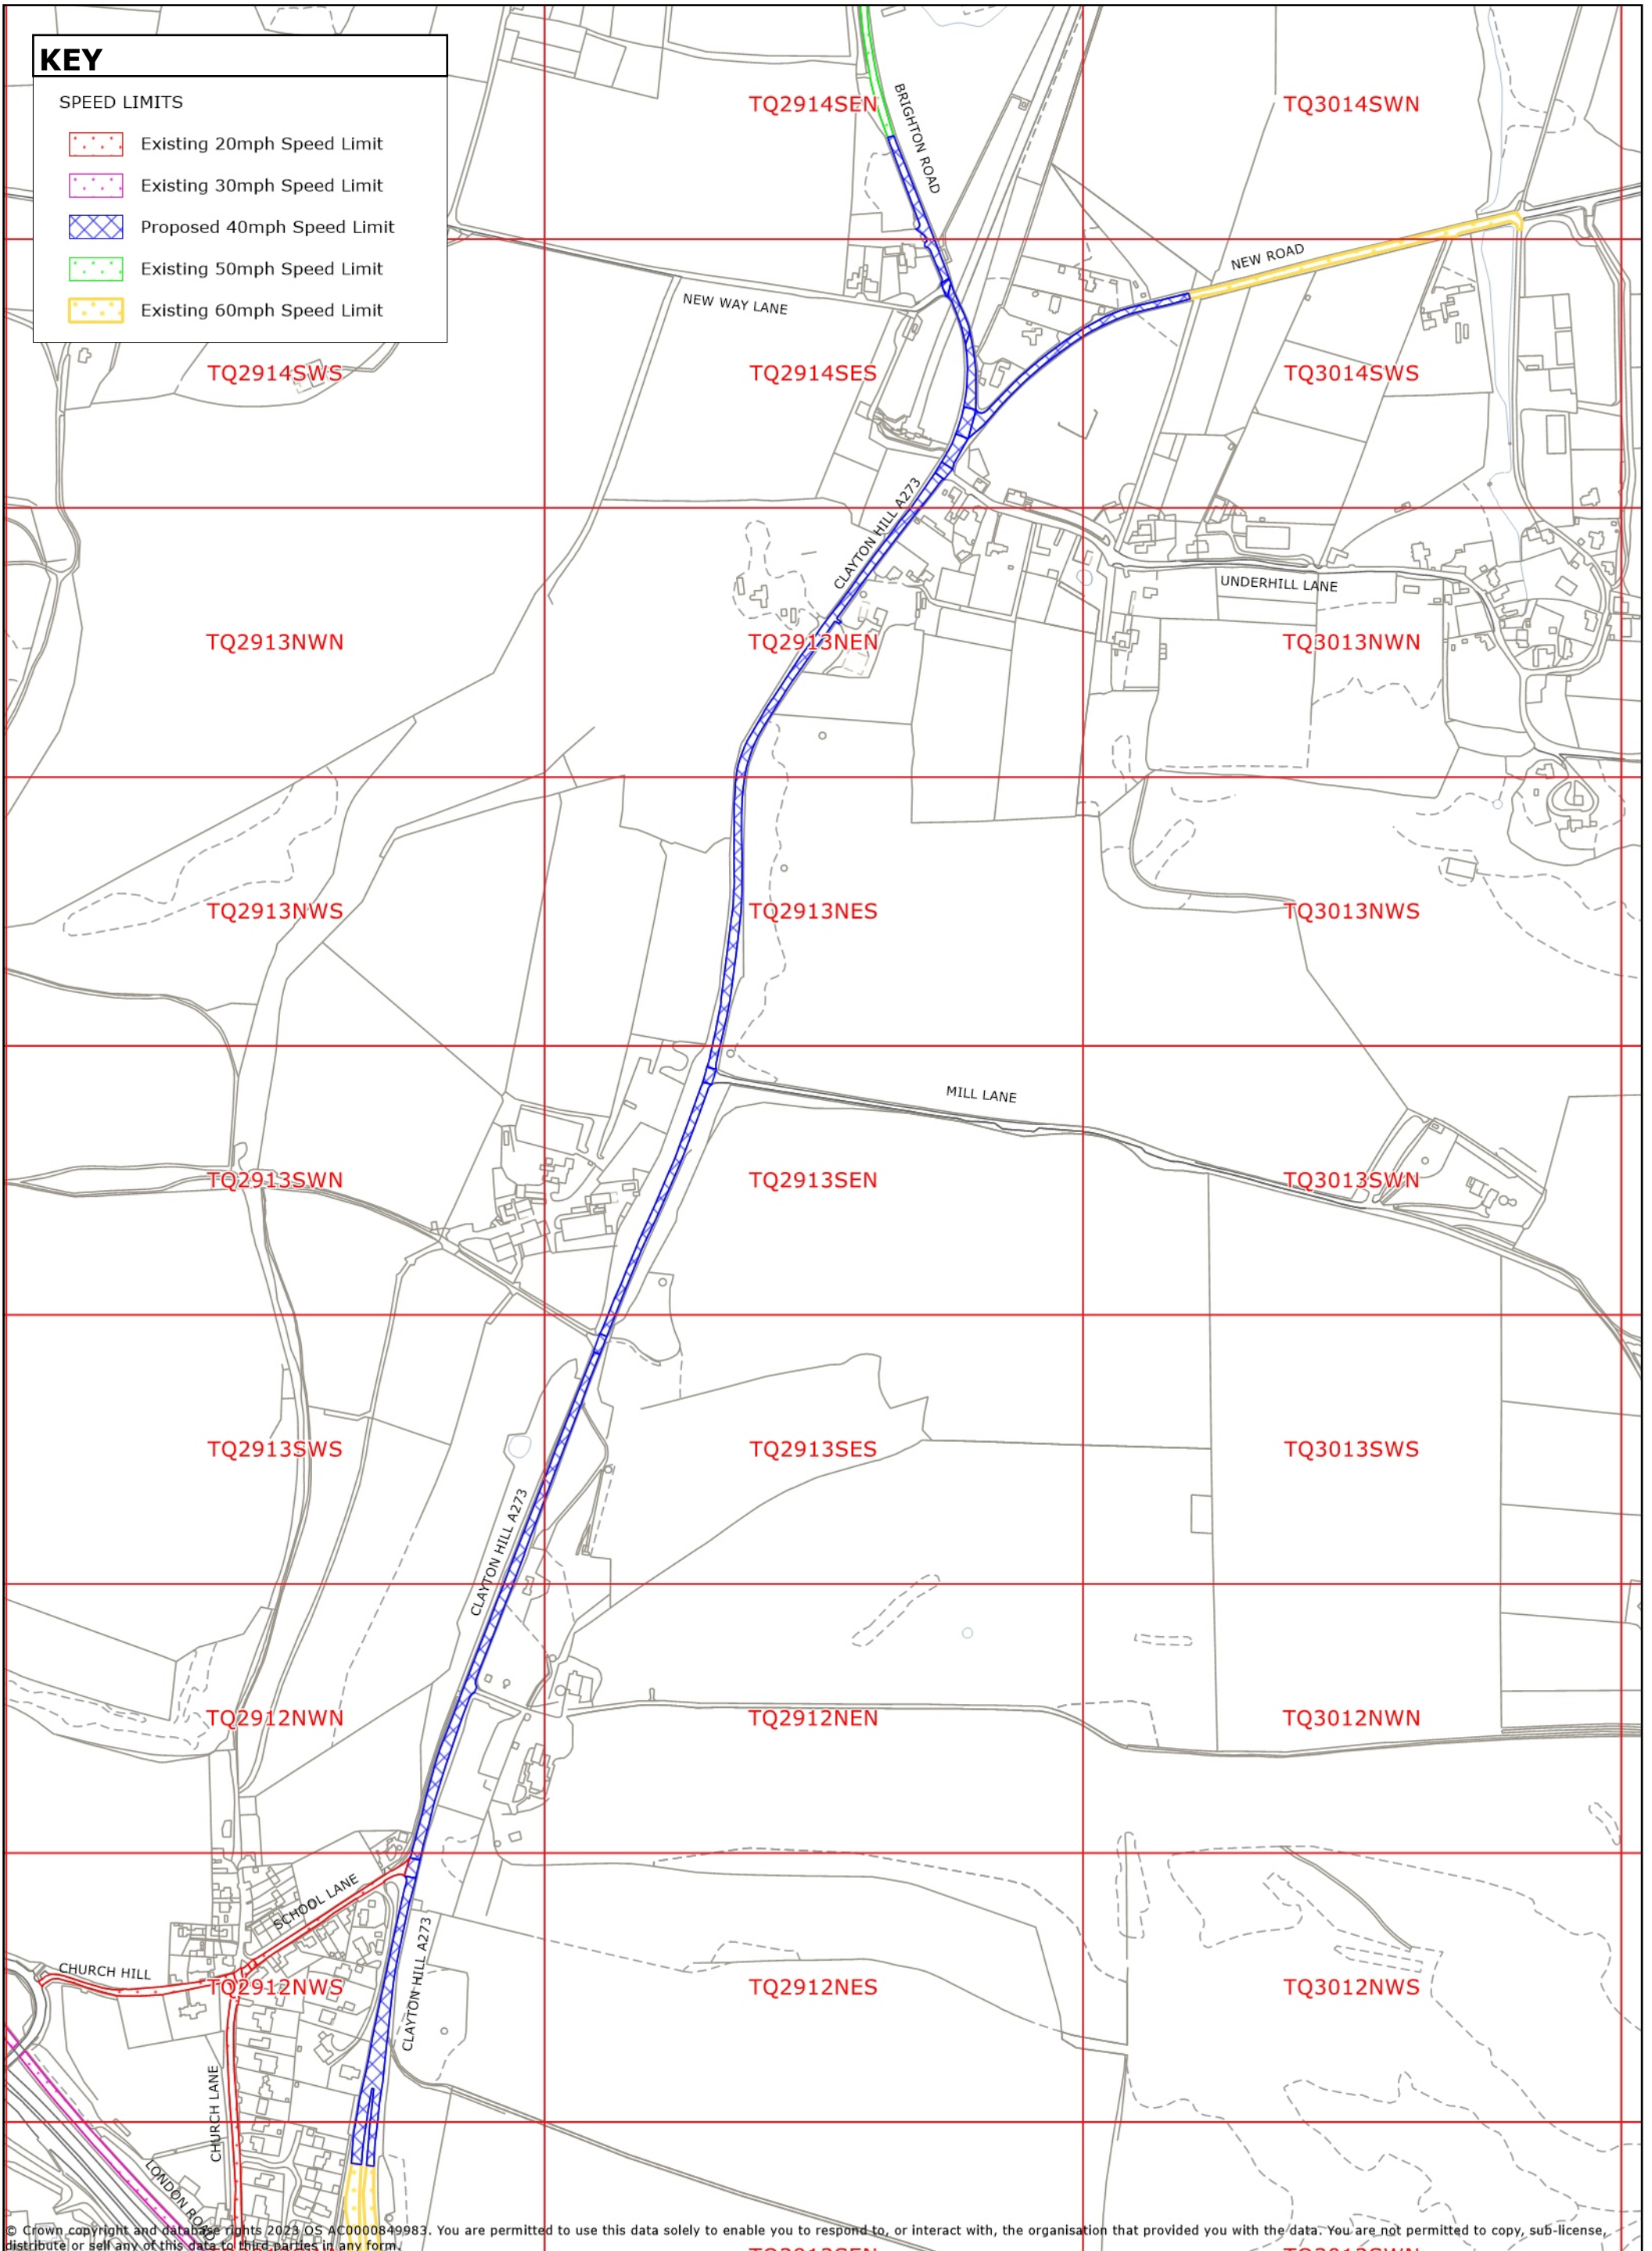 KEY
SPEED LIMITS
Existing 20mph Speed Limit
Existing 30mph Speed Limit
Proposed 40mph Speed Limit
Existing 50mph Speed Limit
Existing 60mph Speed Limit
TQ2914SEN
TQ3014SWN
BRIGHTON ROAD
NEW ROAD
NEW WAY LANE
TQ2914SWS
TQ2914SES
TQ3014SWS
CLAYTON HILL A273
UNDERHILL LANE
TQ2913NWN
TQ2913NEN
TQ3013NWN
TQ2913NWS
TQ2913NES
TQ3013NWS
MILL LANE
TQ2913SWN
TQ2913SEN
TQ3013SWN
TQ2913SWS
TQ2913SES
TQ3013SWS
CLAYTON HILL A273
TQ2912NWN
TQ2912NEN
TQ3012NWN
SCHOOL LANE
CLAYTON HILL A273
CHURCH HILL
TQ2912NWS
TQ2912NES
TQ3012NWS
CHURCH LANE
LONDON ROAD
© Crown copyright and database rights 2023 OS AC0000849983. You are permitted to use this data solely to enable you to respond to, or interact with, the organisation that provided you with the data. You are not permitted to copy, sub-license,
distribute or sell any of this data to third parties in any form.